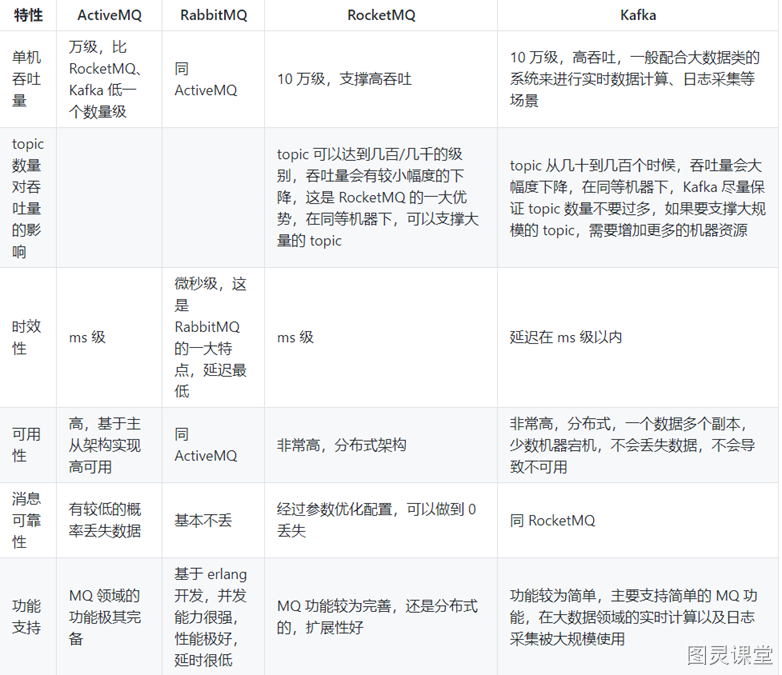 特性 ActiveMQ RabbitMQ RocketMQ Kafka
单机
吞吐
量
万级，比
RocketMQ、
Kafka 低一
个数量级
同
ActiveMQ
10 万级，支撑高吞吐
10 万级，高吞吐，一般配合大数据类的
系统来进行实时数据计算、日志采集等
场景
topic
数量
对吞
吐量
的影
响
topic 可以达到几百/几千的级
别，吞吐量会有较小幅度的下
降，这是 RocketMQ 的一大优
势，在同等机器下，可以支撑大
量的 topic
topic 从几十到几百个时候，吞吐量会大
幅度下降，在同等机器下，Kafka 尽量保
证 topic 数量不要过多，如果要支撑大规
模的 topic，需要增加更多的机器资源
时效
性
ms 级
微秒级，这
是
RabbitMQ
的一大特
点，延迟最
低
ms 级
延迟在 ms 级以内
可用
性
高，基于主
从架构实现
高可用
同
ActiveMQ
非常高，分布式架构
非常高，分布式，一个数据多个副本，
少数机器宕机，不会丢失数据，不会导
致不可用
消息
可靠
性
有较低的概
率丢失数据
基本不丢
经过参数优化配置，可以做到 0
丢失
同 RocketMQ
功能
支持
MQ 领域的
功能极其完
备
基于 erlang
开发，并发
能力很强，
性能极好，
延时很低
MQ 功能较为完善，还是分布式
的，扩展性好
功能较为简单，主要支持简单的 MQ 功
能，在大数据领域的实时计算以及日志
采集被大规模使用
图灵课堂